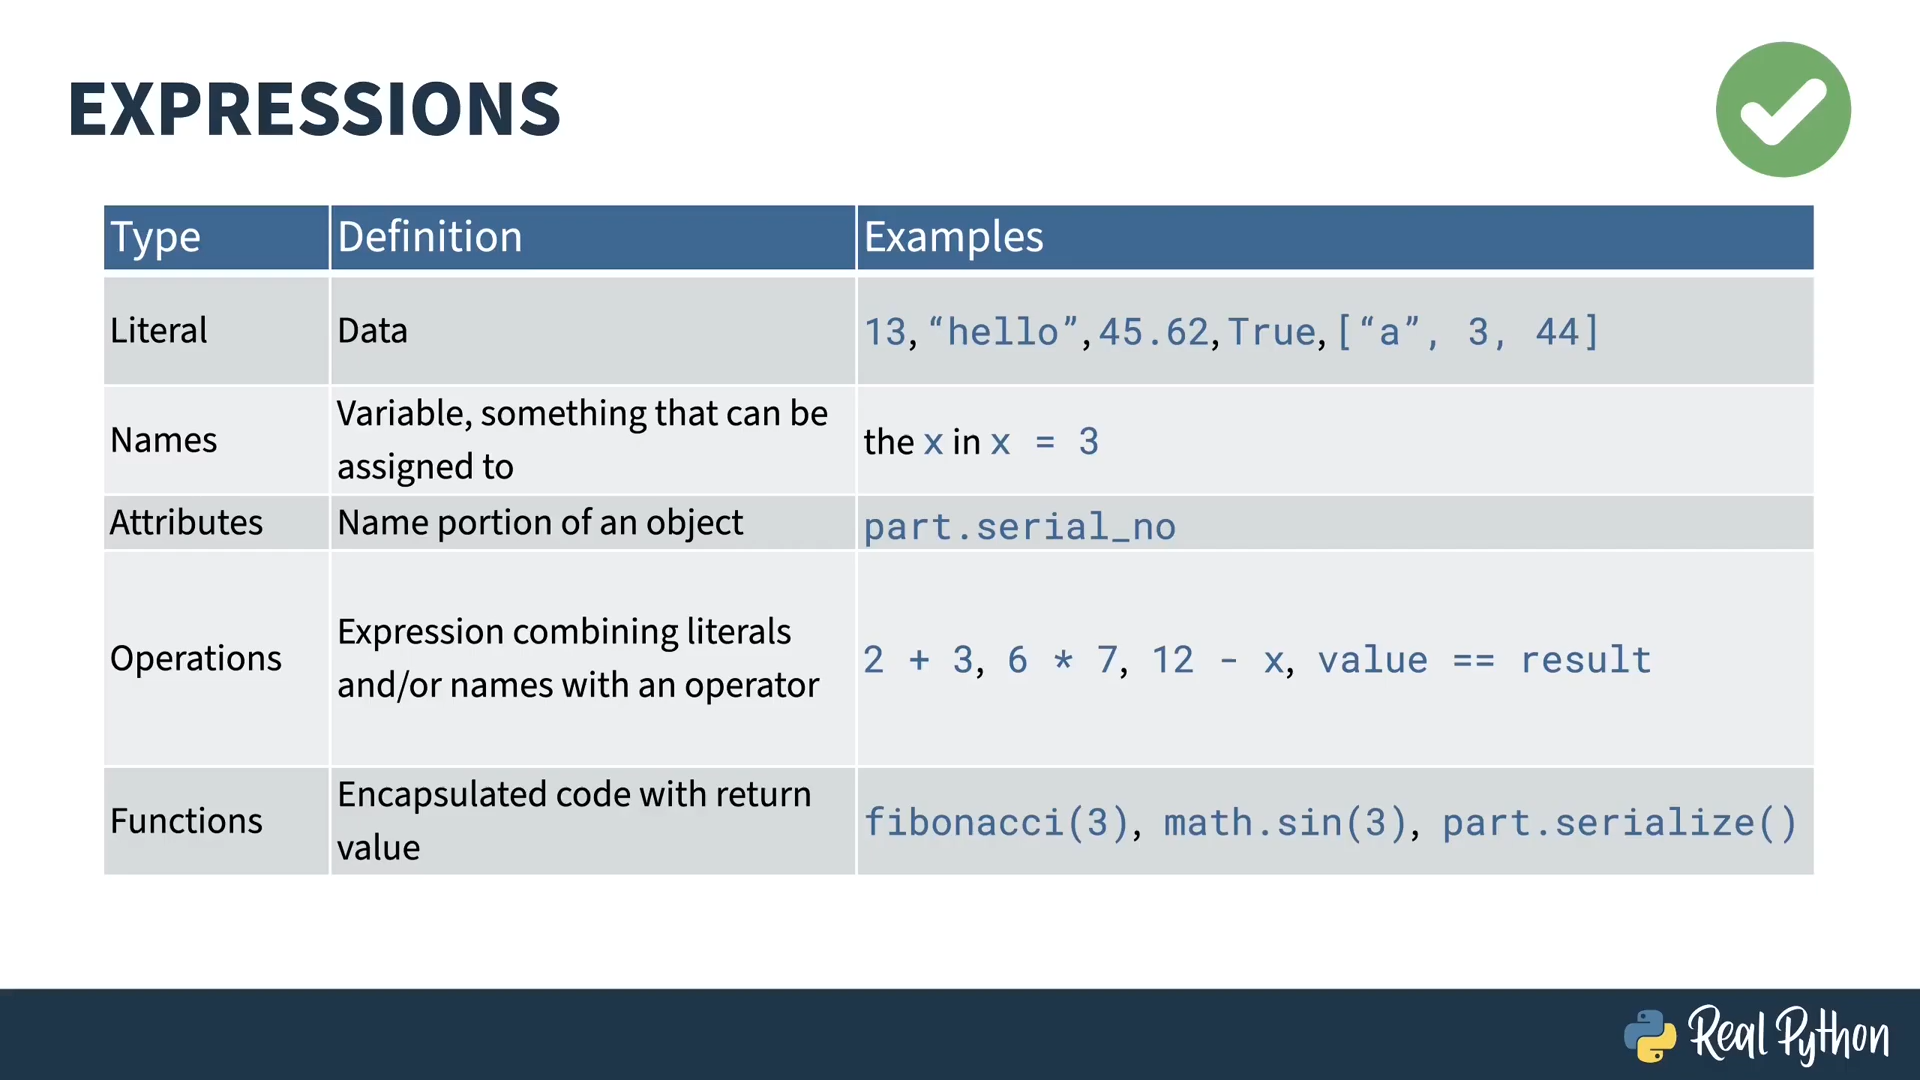 EXPRESSIONS
Type Definition Examples
Literal Data 13, “hello”, 45.62, True, [“a”, 3, 44]
Names Variable, something that can be assigned to the x in x = 3
Attributes Name portion of an object part.serial_no
Operations Expression combining literals and/or names with an operator 2 + 3, 6 * 7, 12 - x, value == result
Functions Encapsulated code with return value fibonacci(3), math.sin(3), part.serialize()
Real Python